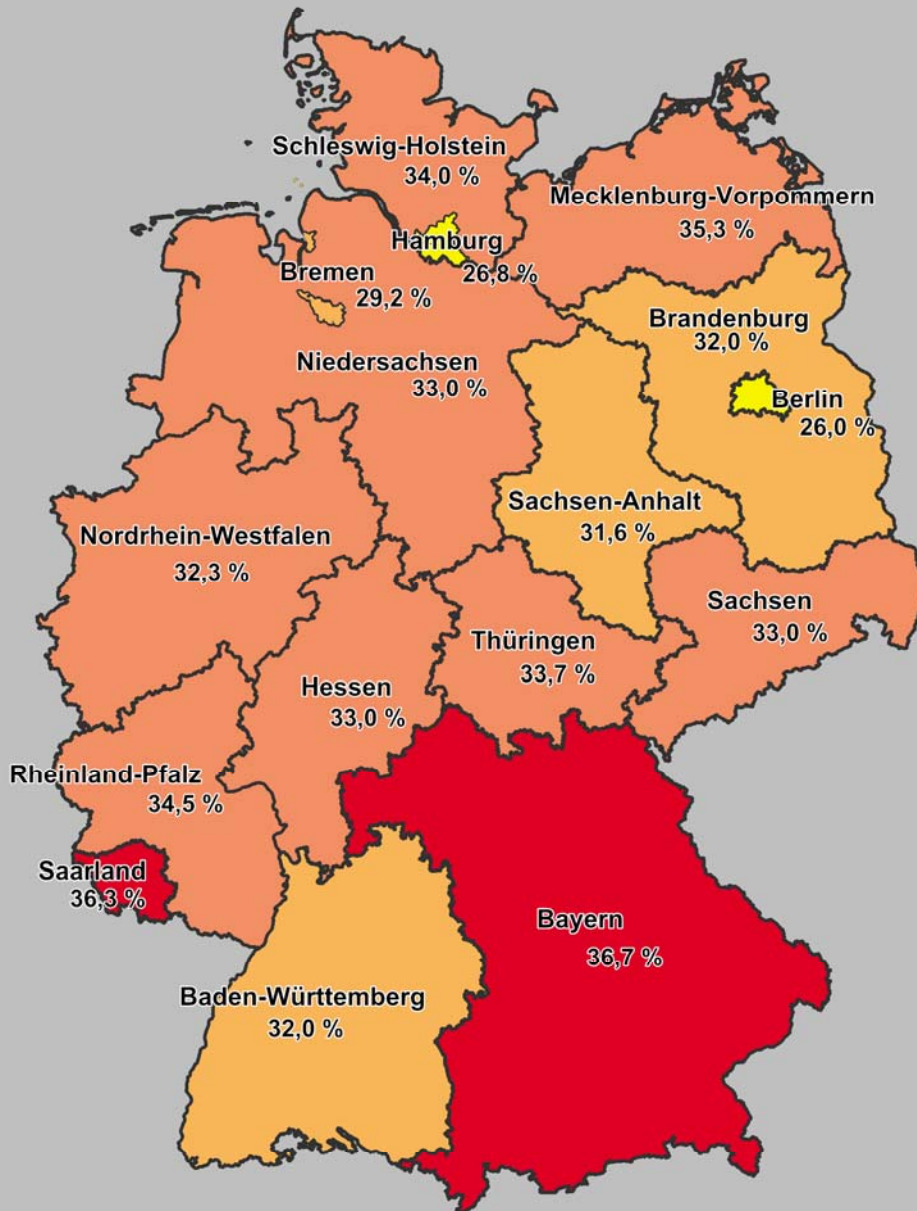 Schleswig-Holstein
34,0 %
Mecklenburg-Vorpommern
35,3 %
Hamburg
26,8 %
Bremen
29,2 %
Brandenburg
32,0 %
Niedersachsen
33,0 %
Berlin
26,0 %
Sachsen-Anhalt
31,6 %
Nordrhein-Westfalen
32,3 %
Sachsen
33,0 %
Thüringen
33,7 %
Hessen
33,0 %
Rheinland-Pfalz
34,5 %
Saarland
36,3 %
Bayern
36,7 %
Baden-Württemberg
32,0 %